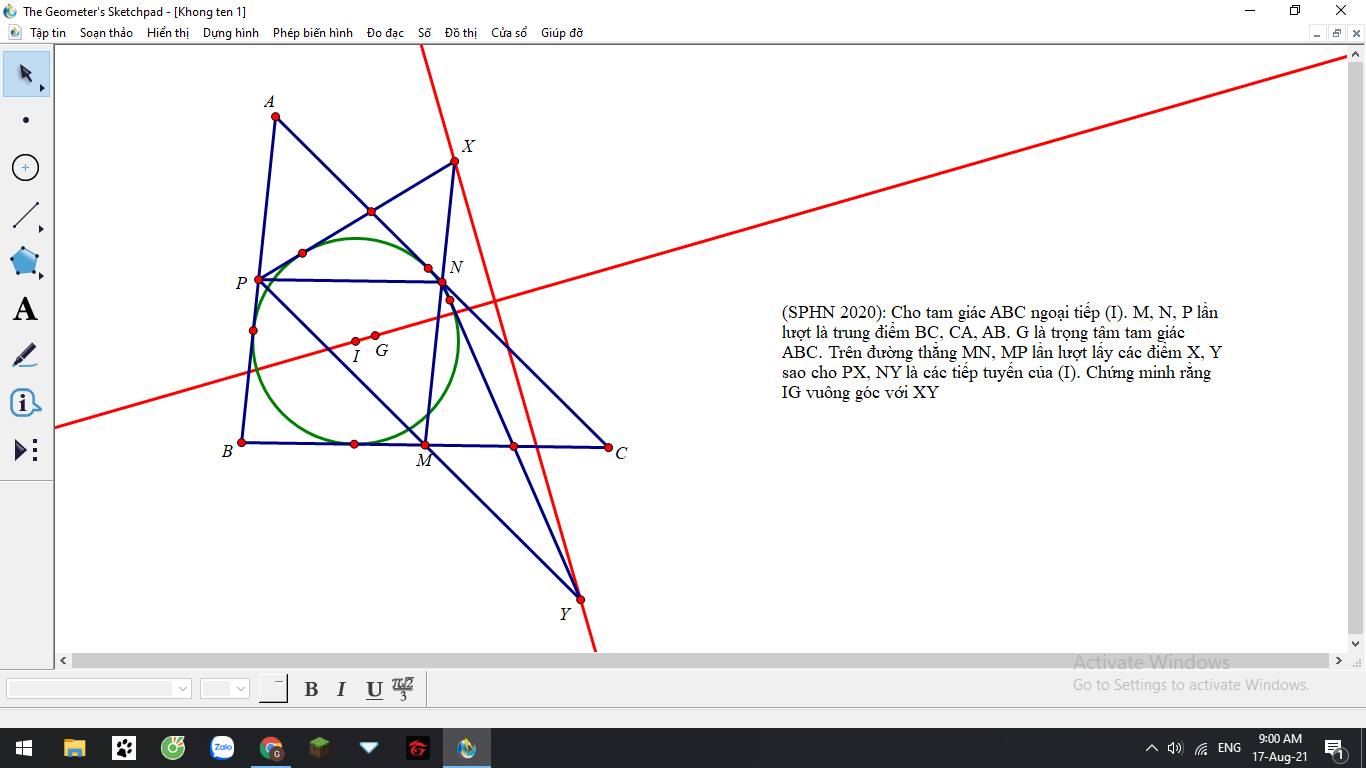 The Geometer's Sketchpad - [Khong ten 1]
Tập tin Soạn thảo Hiển thị Dựng hình Phép biến hình Đo đạc Số Đồ thị Cửa sổ Giúp đỡ
A
X
P
N
I
G
(SPHN 2020): Cho tam giác ABC ngoại tiếp (I). M, N, P lần
lượt là trung điểm BC, CA, AB. G là trọng tâm tam giác
ABC. Trên đường thẳng MN, MP lần lượt lấy các điểm X, Y
sao cho PX, NY là các tiếp tuyến của (I). Chứng minh rằng
IG vuông góc với XY
B
M
C
Y
A
Activate Windows
Go to Settings to activate Windows.
B I U π√2/3
Zalo
G
ENG
9:00 AM
17-Aug-21
1